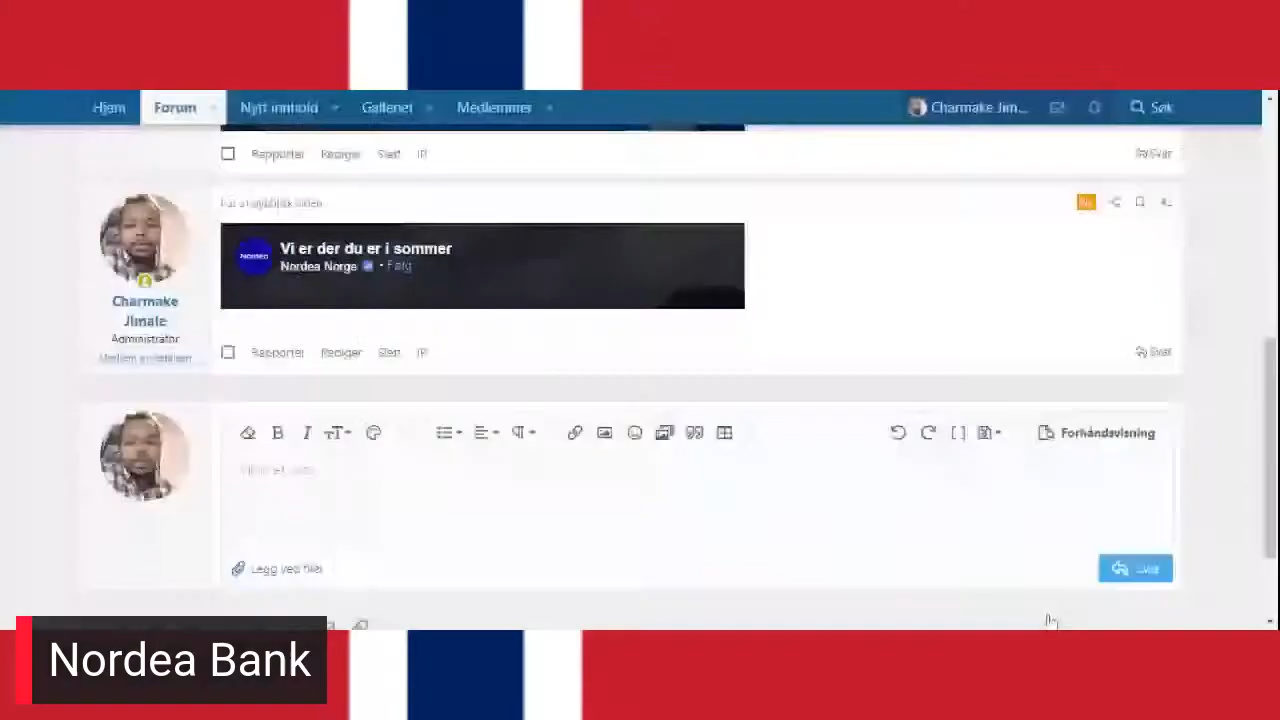 Hjem Forum Nytt innhold Galleriet Medlemmer Charmake Jim... Søk
Rapporter Rediger Slett IP Svar
NORDEO Vi er der du er i sommer
Nordea Norge • Følg
Charmake
Jimale
Administrator
Rapporter Rediger Slett IP Svar
B I TT Forhåndsvisning
Legg ved filer Svar
Nordea Bank